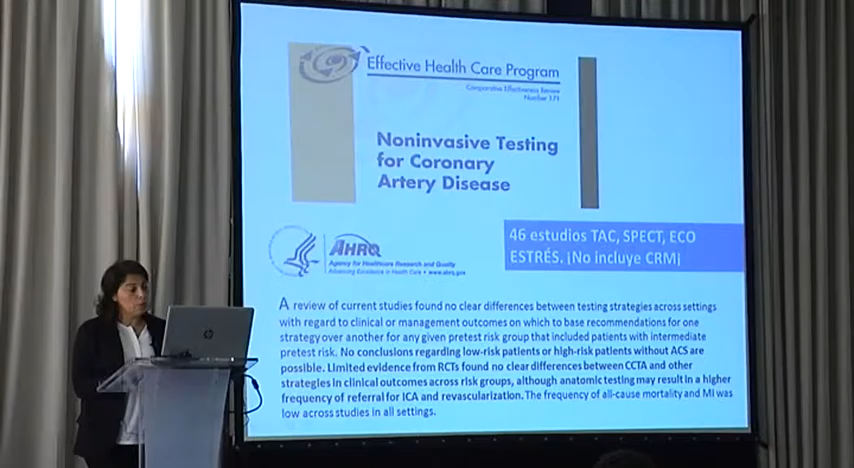 Effective Health Care Program
Comparative Effectiveness Review
Number 171
Noninvasive Testing
for Coronary
Artery Disease
AHRQ
Agency for Healthcare Research and Quality
Advancing Excellence in Health Care • www.ahrq.gov
46 estudios TAC, SPECT, ECO
ESTRÉS. ¡No incluye CRM¡
A review of current studies found no clear differences between testing strategies across settings
with regard to clinical or management outcomes on which to base recommendations for one
strategy over another for any given pretest risk group that included patients with intermediate
pretest risk. No conclusions regarding low-risk patients or high-risk patients without ACS are
possible. Limited evidence from RCTs found no clear differences between CCTA and other
strategies in clinical outcomes across risk groups, although anatomic testing may result in a higher
frequency of referral for ICA and revascularization. The frequency of all-cause mortality and MI was
low across studies in all settings.
hp